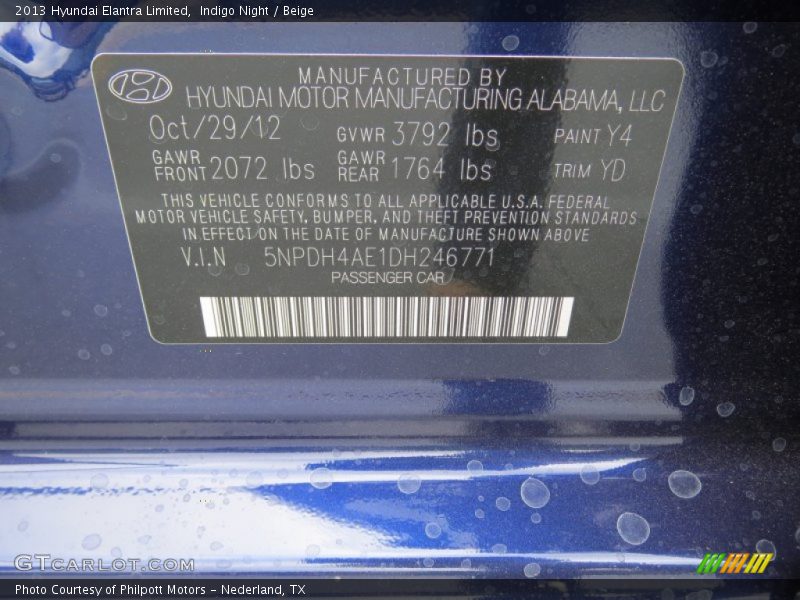 2013 Hyundai Elantra Limited, Indigo Night / Beige
MANUFACTURED BY
HYUNDAI MOTOR MANUFACTURING ALABAMA, LLC
Oct/29/12 GVWR 3792 lbs PAINT Y4
GAWR FRONT 2072 lbs GAWR REAR 1764 lbs TRIM YD
THIS VEHICLE CONFORMS TO ALL APPLICABLE U.S.A. FEDERAL
MOTOR VEHICLE SAFETY, BUMPER, AND THEFT PREVENTION STANDARDS
IN EFFECT ON THE DATE OF MANUFACTURE SHOWN ABOVE
V.I.N 5NPDH4AE1DH246771
PASSENGER CAR
GTCARLOT.COM
Photo Courtesy of Philpott Motors – Nederland, TX